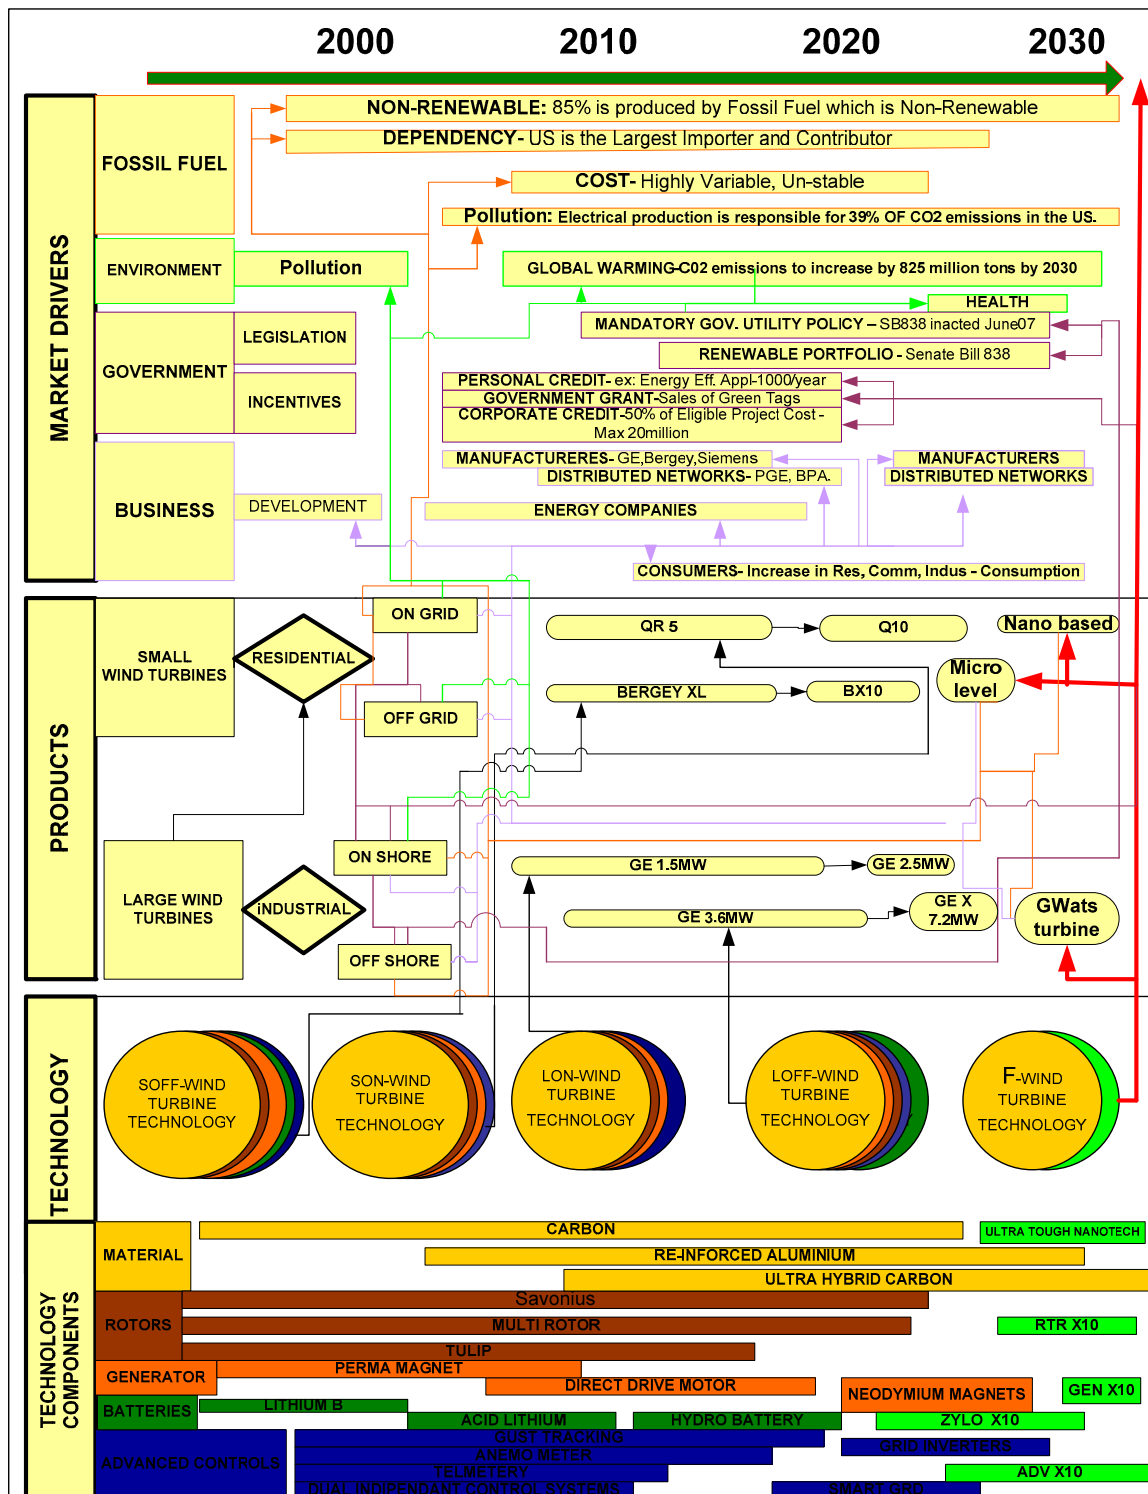 2000 2010 2020 2030
NON-RENEWABLE: 85% is produced by Fossil Fuel which is Non-Renewable
DEPENDENCY- US is the Largest Importer and Contributor
FOSSIL FUEL
COST- Highly Variable, Un-stable
Pollution: Electrical production is responsible for 39% OF CO2 emissions in the US.
MARKET DRIVERS
ENVIRONMENT
Pollution
GLOBAL WARMING-C02 emissions to increase by 825 million tons by 2030
HEALTH
GOVERNMENT
LEGISLATION
MANDATORY GOV. UTILITY POLICY – SB838 inacted June07
RENEWABLE PORTFOLIO - Senate Bill 838
INCENTIVES
PERSONAL CREDIT- ex: Energy Eff. Appl-1000/year
GOVERNMENT GRANT-Sales of Green Tags
CORPORATE CREDIT-50% of Eligible Project Cost -
Max 20million
BUSINESS
DEVELOPMENT
MANUFACTURERES- GE,Bergey,Siemens
MANUFACTURERS
DISTRIBUTED NETWORKS- PGE, BPA.
DISTRIBUTED NETWORKS
ENERGY COMPANIES
CONSUMERS- Increase in Res, Comm, Indus - Consumption
PRODUCTS
SMALL
WIND TURBINES
RESIDENTIAL
ON GRID
OFF GRID
QR 5
Q10
Nano based
Micro
level
BERGEY XL
BX10
LARGE WIND
TURBINES
iNDUSTRIAL
ON SHORE
OFF SHORE
GE 1.5MW
GE 2.5MW
GE 3.6MW
GE X
7.2MW
GWats
turbine
TECHNOLOGY
SOFF-WIND
TURBINE
TECHNOLOGY
SON-WIND
TURBINE
TECHNOLOGY
LON-WIND
TURBINE
TECHNOLOGY
LOFF-WIND
TURBINE
TECHNOLOGY
F-WIND
TURBINE
TECHNOLOGY
TECHNOLOGY
COMPONENTS
MATERIAL
CARBON
ULTRA TOUGH NANOTECH
RE-INFORCED ALUMINIUM
ULTRA HYBRID CARBON
ROTORS
Savonius
MULTI ROTOR
RTR X10
TULIP
GENERATOR
PERMA MAGNET
DIRECT DRIVE MOTOR
NEODYMIUM MAGNETS
GEN X10
BATTERIES
LITHIUM B
ACID LITHIUM
HYDRO BATTERY
ZYLO X10
ADVANCED CONTROLS
GUST TRACKING
GRID INVERTERS
ANEMO METER
TELMETERY
ADV X10
DUAL INDIPENDANT CONTROL SYSTEMS
SMART GRD